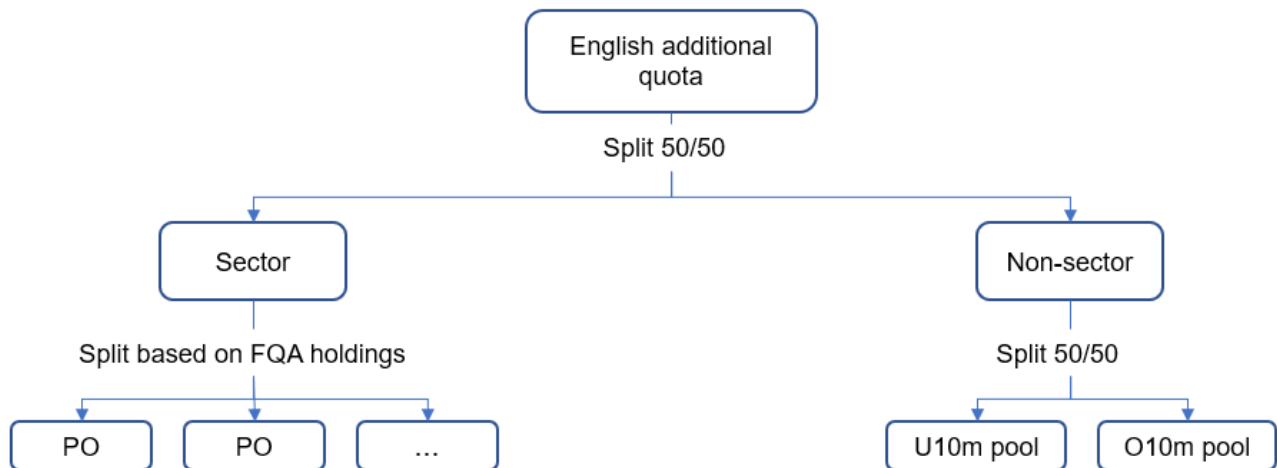 English additional
quota
Split 50/50
Sector
Non-sector
Split based on FQA holdings
Split 50/50
PO
PO
...
U10m pool
O10m pool